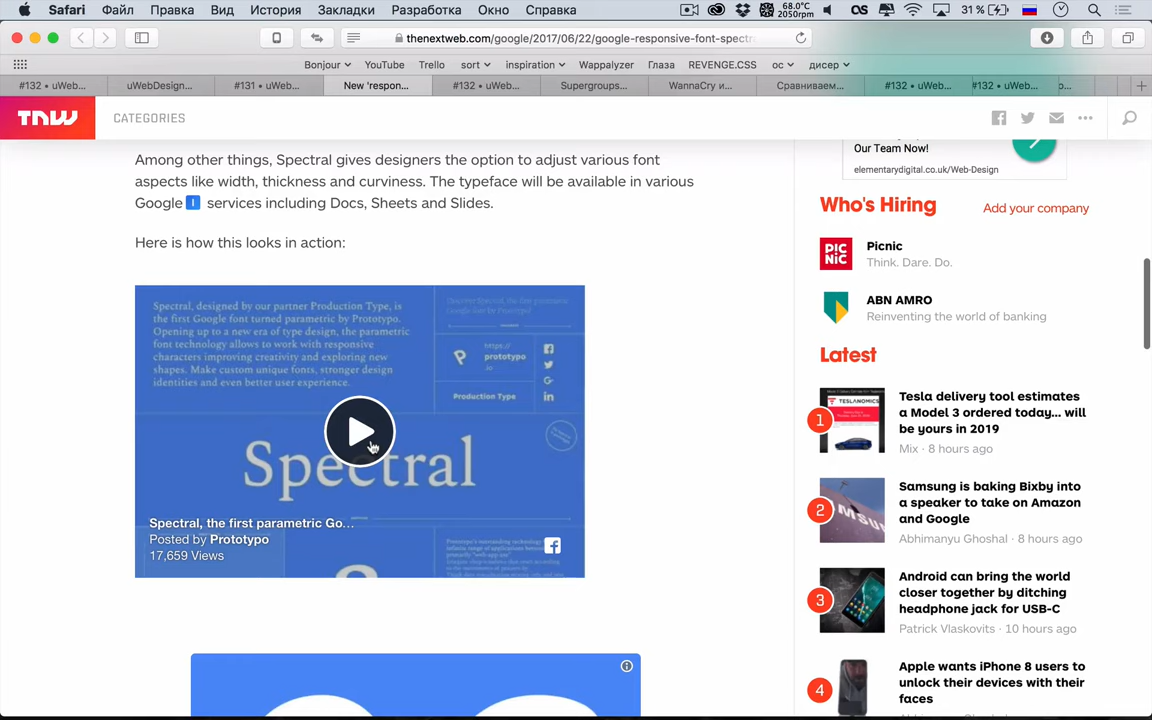 Safari Файл Правка Вид История Закладки Разработка Окно Справка 68.0°C 2050rpm 31 %
thenextweb.com/google/2017/06/22/google-responsive-font-spectr
Bonjour YouTube Trello sort inspiration Wappalyzer Глаза REVENGE.CSS ос дисер
#132 • uWeb... uWebDesign... #131 • uWeb... New 'respon... #132 • uWeb... Supergroups... WannaCry и... Сравниваем... #132 • uWeb... #132 • uWeb...
TNW CATEGORIES
Our Team Now!
elementarydigital.co.uk/Web-Design
Among other things, Spectral gives designers the option to adjust various font
aspects like width, thickness and curviness. The typeface will be available in various
Google services including Docs, Sheets and Slides.
Here is how this looks in action:
Spectral, designed by our partner Production Type, is
the first Google font turned parametric by Prototypo.
Opening up to a new era of type design, the parametric
font technology allows to work with responsive
characters improving creativity and exploring new
shapes. Make custom unique fonts, stronger design
identities and even better user experience.
https://
prototypo
.io
Production Type
Spectral
Spectral, the first parametric Go...
Posted by Prototypo
17,659 Views
Who's Hiring Add your company
PIC
NIC
Picnic
Think. Dare. Do.
ABN AMRO
Reinventing the world of banking
Latest
1
TESLANOMICS
Tesla delivery tool estimates
a Model 3 ordered today... will
be yours in 2019
Mix · 8 hours ago
2
Samsung is baking Bixby into
a speaker to take on Amazon
and Google
Abhimanyu Ghoshal · 8 hours ago
3
Android can bring the world
closer together by ditching
headphone jack for USB-C
Patrick Vlaskovits · 10 hours ago
4
Apple wants iPhone 8 users to
unlock their devices with their
faces